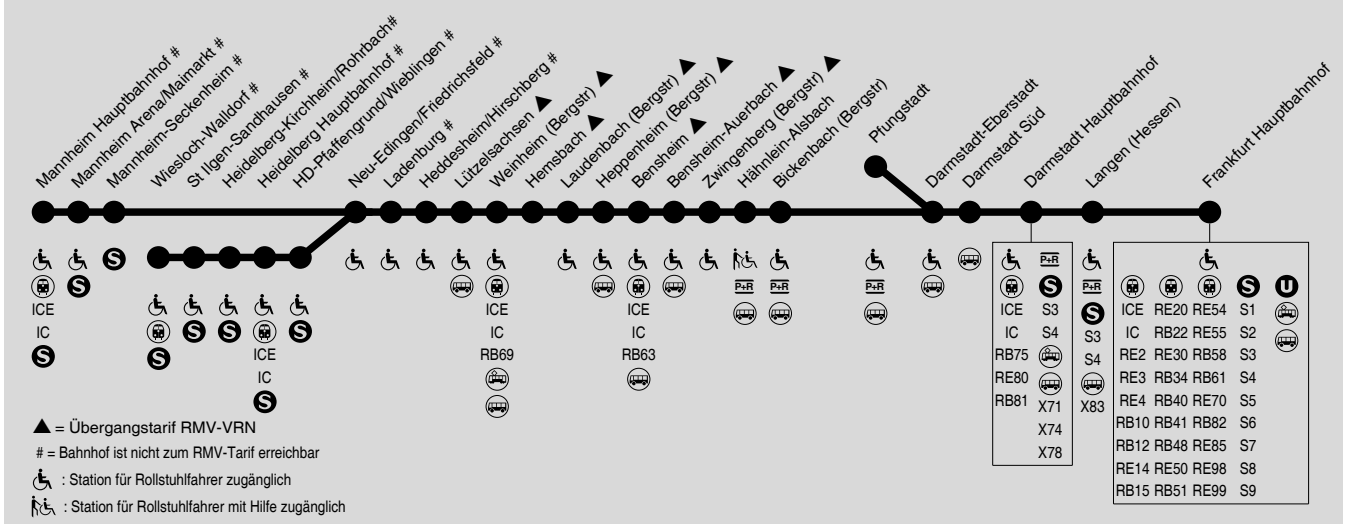 Mannheim Hauptbahnhof #
Mannheim Arena/Maimarkt #
Mannheim-Seckenheim #
Wiesloch-Walldorf #
St Ilgen-Sandhausen #
Heidelberg-Kirchheim/Rohrbach#
Heidelberg Hauptbahnhof #
HD-Pfaffengrund/Wieblingen #
Neu-Edingen/Friedrichsfeld #
Ladenburg #
Heddesheim/Hirschberg #
Lützelsachsen ▲
Weinheim (Bergstr) ▲
Hemsbach ▲
Laudenbach (Bergstr) ▲
Heppenheim (Bergstr) ▲
Bensheim ▲
Bensheim-Auerbach ▲
Zwingenberg (Bergstr) ▲
Hähnlein-Alsbach
Bickenbach (Bergstr)
Pfungstadt
Darmstadt-Eberstadt
Darmstadt Süd
Darmstadt Hauptbahnhof
Langen (Hessen)
Frankfurt Hauptbahnhof
ICE
IC
S
S
S
S
S
S
ICE
IC
S
S
ICE
IC
RB69
ICE
IC
RB63
P+R
P+R
P+R
ICE
IC
RB75
RE80
RB81
P+R
S
S3
S4
X71
X74
X78
P+R
S
S3
S4
X83
ICE RE20 RE54 S1
IC RB22 RE55 S2
RE2 RE30 RB58 S3
RE3 RB34 RB61 S4
RE4 RB40 RE70 S5
RB10 RB41 RB82 S6
RB12 RB48 RE85 S7
RE14 RE50 RE98 S8
RB15 RB51 RE99 S9
S
U
▲ = Übergangstarif RMV-VRN
# = Bahnhof ist nicht zum RMV-Tarif erreichbar
: Station für Rollstuhlfahrer zugänglich
: Station für Rollstuhlfahrer mit Hilfe zugänglich